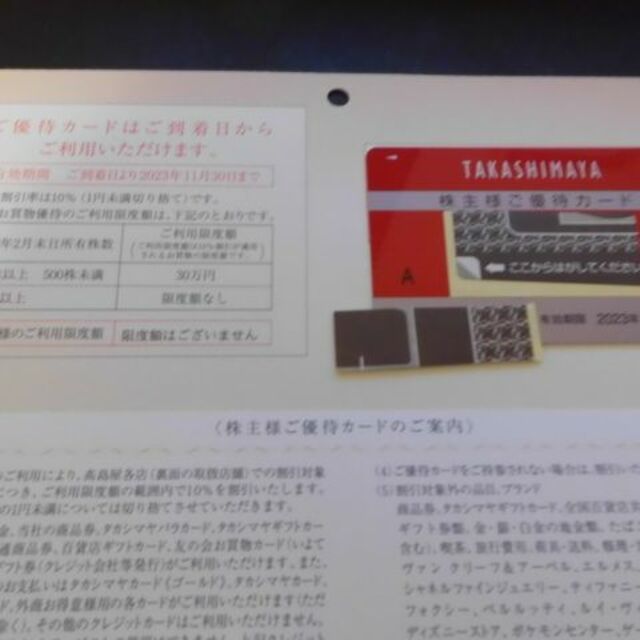 優待カードはご到着日から
ご利用いただけます。
効期間 ご到着日より2023年11月30日まで
割引率は10%(1円未満切り捨て)です。
お買物優待のご利用限度額は、下記のとおりです。
年2月末日所有株数
ご利用限度額
以上 500株未満
30万円
以上
限度額なし
様のご利用限度額
限度額はございません
TAKASHIMAYA
株主様ご優待カード
ここからはがしてください
A
有効期限 2023年
〈株主様ご優待カードのご案内〉
のご利用により、髙島屋各店(裏面の取扱店舗)での割引対象
につき、ご利用限度額の範囲内で10%を割引いたします。
の1円未満については切り捨てさせていただきます。
金、当社の商品券、タカシマヤバラカード、タカシマヤギフトカー
通商品券、百貨店ギフトカード、友の会お買物カード(いよて
フト券(クレジット会社等発行)がご利用いただけます。また、
のお支払いはタカシマヤカード《ゴールド》、タカシマヤカード、
ド、外商お得意様用の各カードがご利用いただけます(ただ
除く)。その他のクレジットカードはご利用いただけません。
(4)ご優待カードをご持参されない場合は、割引いた
(5)割引対象外の品目、ブランド
商品券、タカシマヤギフトカード、全国百貨店
ギフト券類、金・銀・白金の地金類、たば
含む)、喫茶、旅行費用、箱・送料、修理・
ヴァン クリーフ&アーペル、エルメス、
シャネルファインジュエリー、ティファニー
フォクシー、ベルルッティ、ルイ・ヴ
ディズニーストア、ポケモンセンター、ゲー